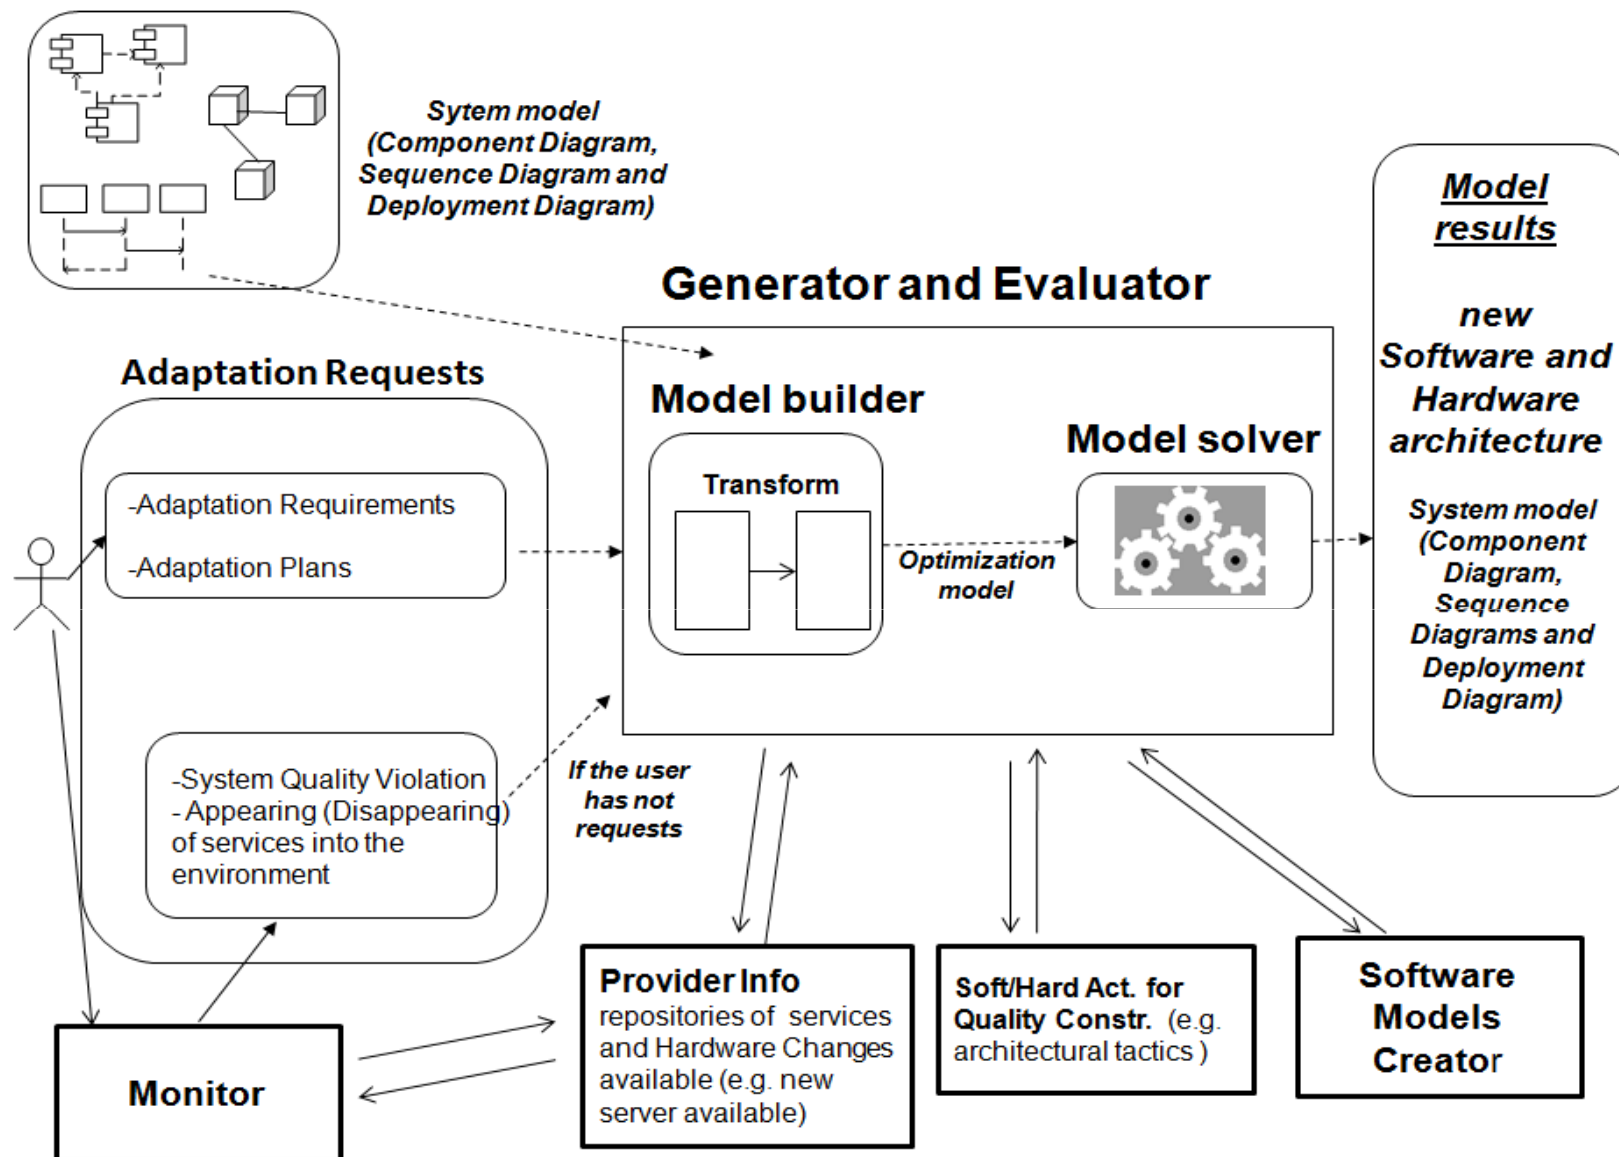 Sytem model
(Component Diagram,
Sequence Diagram and
Deployment Diagram)
Generator and Evaluator
Adaptation Requests
-Adaptation Requirements
-Adaptation Plans
-System Quality Violation
- Appearing (Disappearing)
of services into the
environment
Model builder
Transform
Optimization
model
Model solver
If the user
has not
requests
Model
results
new
Software and
Hardware
architecture
System model
(Component
Diagram,
Sequence
Diagrams and
Deployment
Diagram)
Monitor
Provider Info
repositories of services
and Hardware Changes
available (e.g. new
server available)
Soft/Hard Act. for
Quality Constr. (e.g.
architectural tactics )
Software
Models
Creator